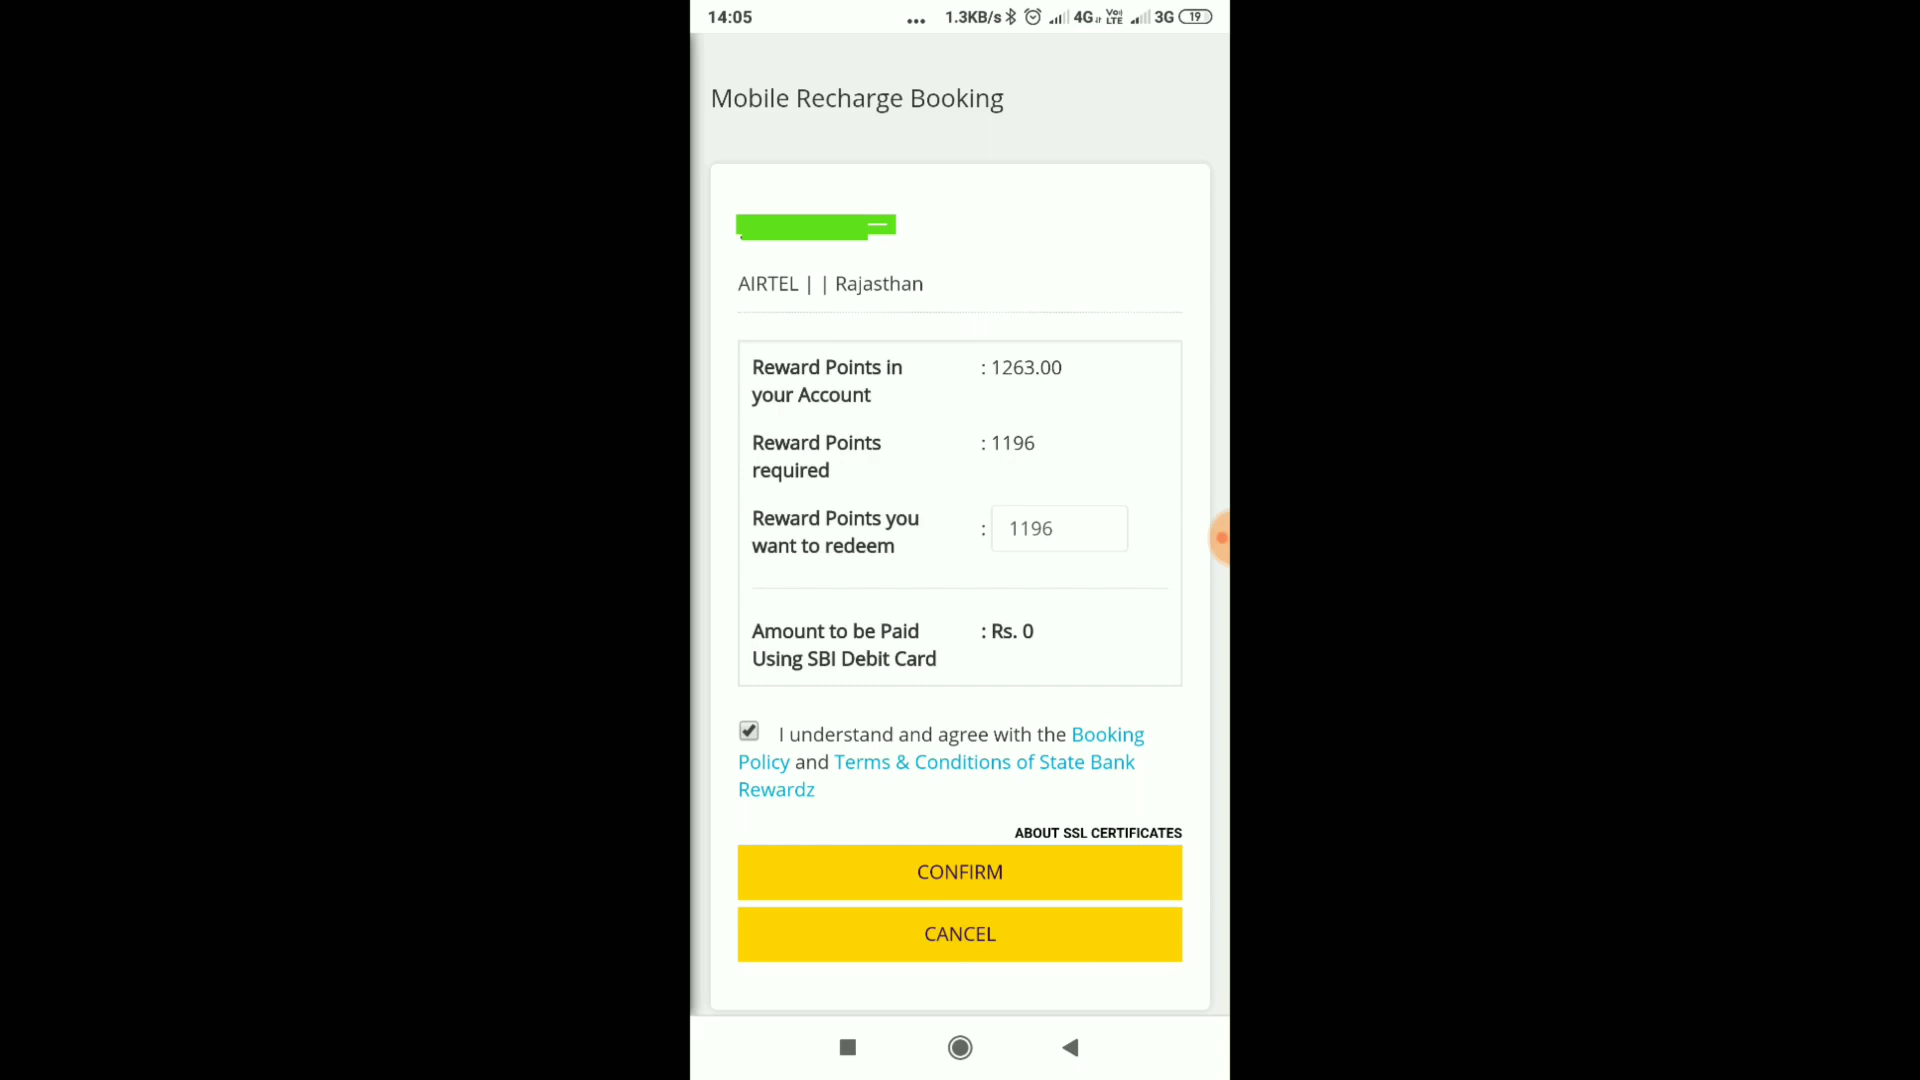 14:05 ... 1.3KB/s 4G VoLTE 3G 19
Mobile Recharge Booking
AIRTEL | | Rajasthan
Reward Points in : 1263.00
your Account
Reward Points : 1196
required
Reward Points you : 1196
want to redeem
Amount to be Paid : Rs. 0
Using SBI Debit Card
I understand and agree with the Booking
Policy and Terms & Conditions of State Bank
Rewardz
ABOUT SSL CERTIFICATES
CONFIRM
CANCEL